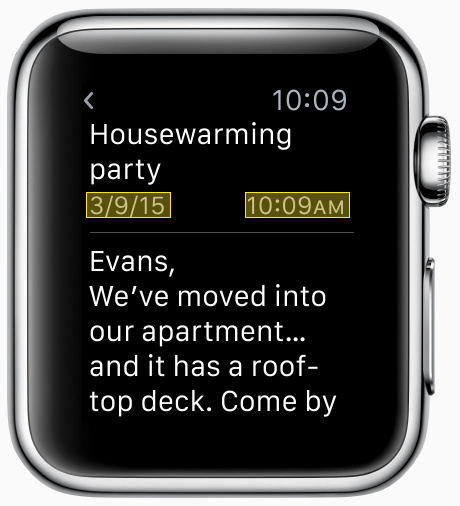 10:09
Housewarming
party
3/9/15 10:09AM
Evans,
We’ve moved into
our apartment...
and it has a roof-
top deck. Come by